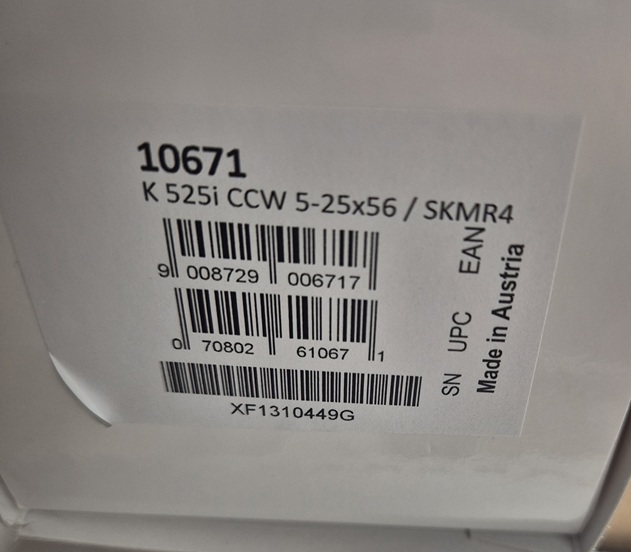 10671
K 525i CCW 5-25x56 / SKMR4
9 008729 006717
EAN
0 70802 61067 1
UPC
XF1310449G
SN
Made in Austria